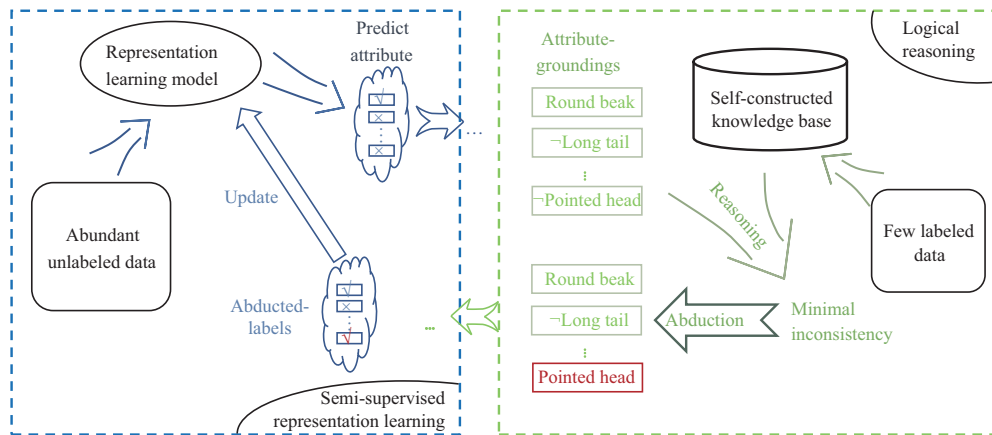 Representation
learning model
Predict
attribute
√
×
×
...
Update
Abundant
unlabeled data
Abducted-
labels
√
×
√
...
Semi-supervised
representation learning
Attribute-
groundings
Round beak
¬Long tail
¬Pointed head
Self-constructed
knowledge base
Logical
reasoning
Reasoning
Few labeled
data
Round beak
¬Long tail
Pointed head
Abduction
Minimal
inconsistency